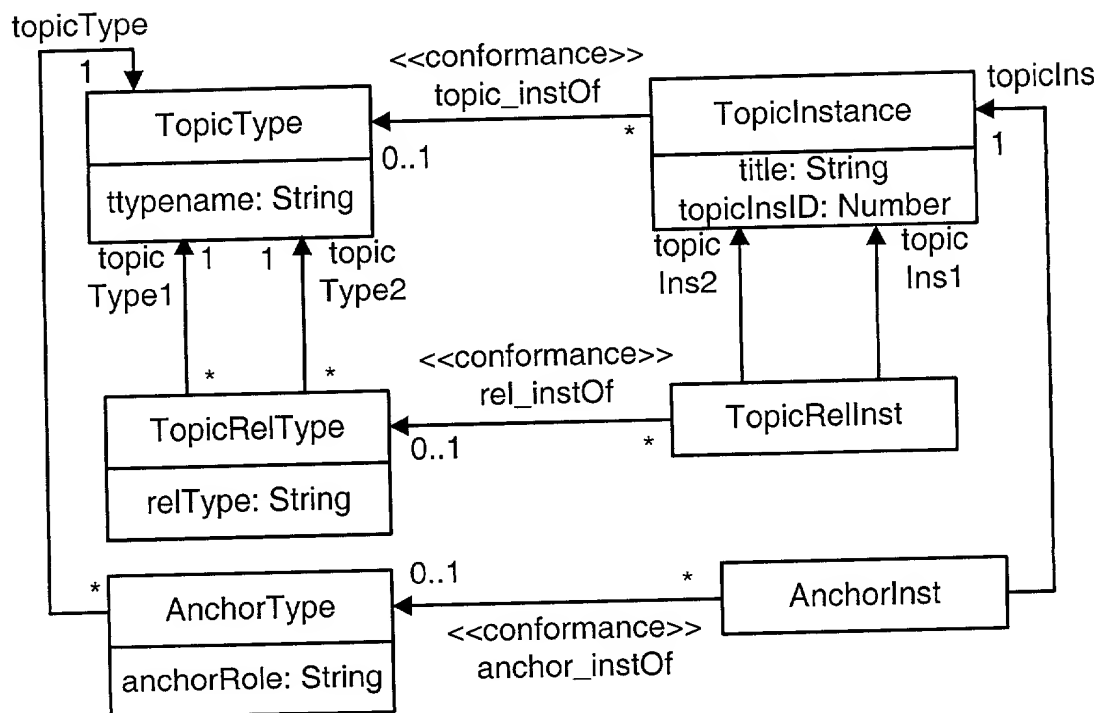 topicType
1
<<conformance>>
topic_instOf
topicIns
TopicType
TopicInstance
*
0..1
1
ttypename: String
title: String
topicInsID: Number
topic
Type1
1
1
topic
Type2
topic
Ins2
topic
Ins1
<<conformance>>
rel_instOf
*
*
TopicRelType
TopicRelInst
0..1
*
relType: String
0..1
*
*
AnchorType
AnchorInst
<<conformance>>
anchor_instOf
anchorRole: String